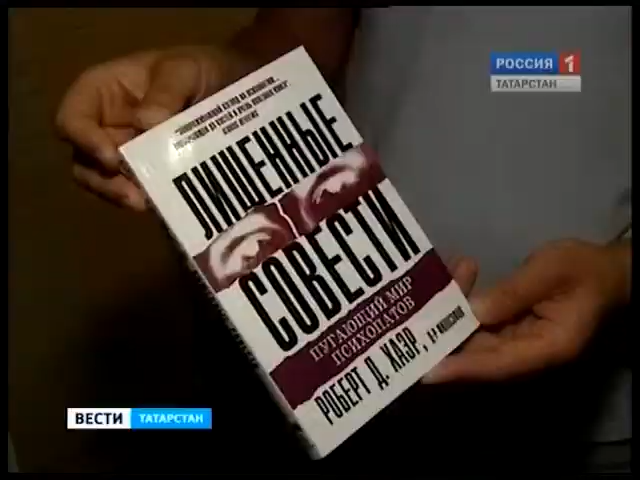 РОССИЯ 1
ТАТАРСТАН
ЛИШЕННЫЕ
СОВЕСТИ
ПУГАЮЩИЙ МИР
ПСИХОПАТОВ
РОБЕРТ Д. ХАЭР,
ВЕСТИ ТАТАРСТАН